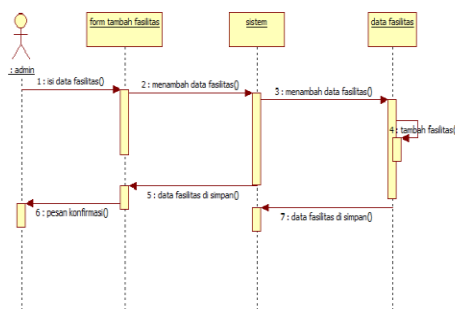 form tambah fasilitas
sistem
data fasilitas
: admin
1 : isi data fasilitas()
2 : menambah data fasilitas()
3 : menambah data fasilitas()
4 : tambah fasilitas(
5 : data fasilitas di simpan()
6 : pesan konfirmasi()
7 : data fasilitas di simpan()